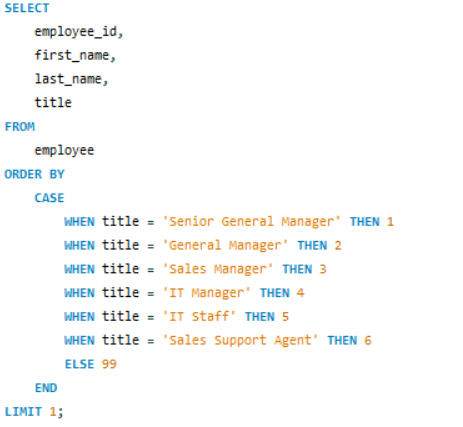 SELECT
    employee_id,
    first_name,
    last_name,
    title
FROM
    employee
ORDER BY
    CASE
        WHEN title = 'Senior General Manager' THEN 1
        WHEN title = 'General Manager' THEN 2
        WHEN title = 'Sales Manager' THEN 3
        WHEN title = 'IT Manager' THEN 4
        WHEN title = 'IT Staff' THEN 5
        WHEN title = 'Sales Support Agent' THEN 6
        ELSE 99
    END
LIMIT 1;